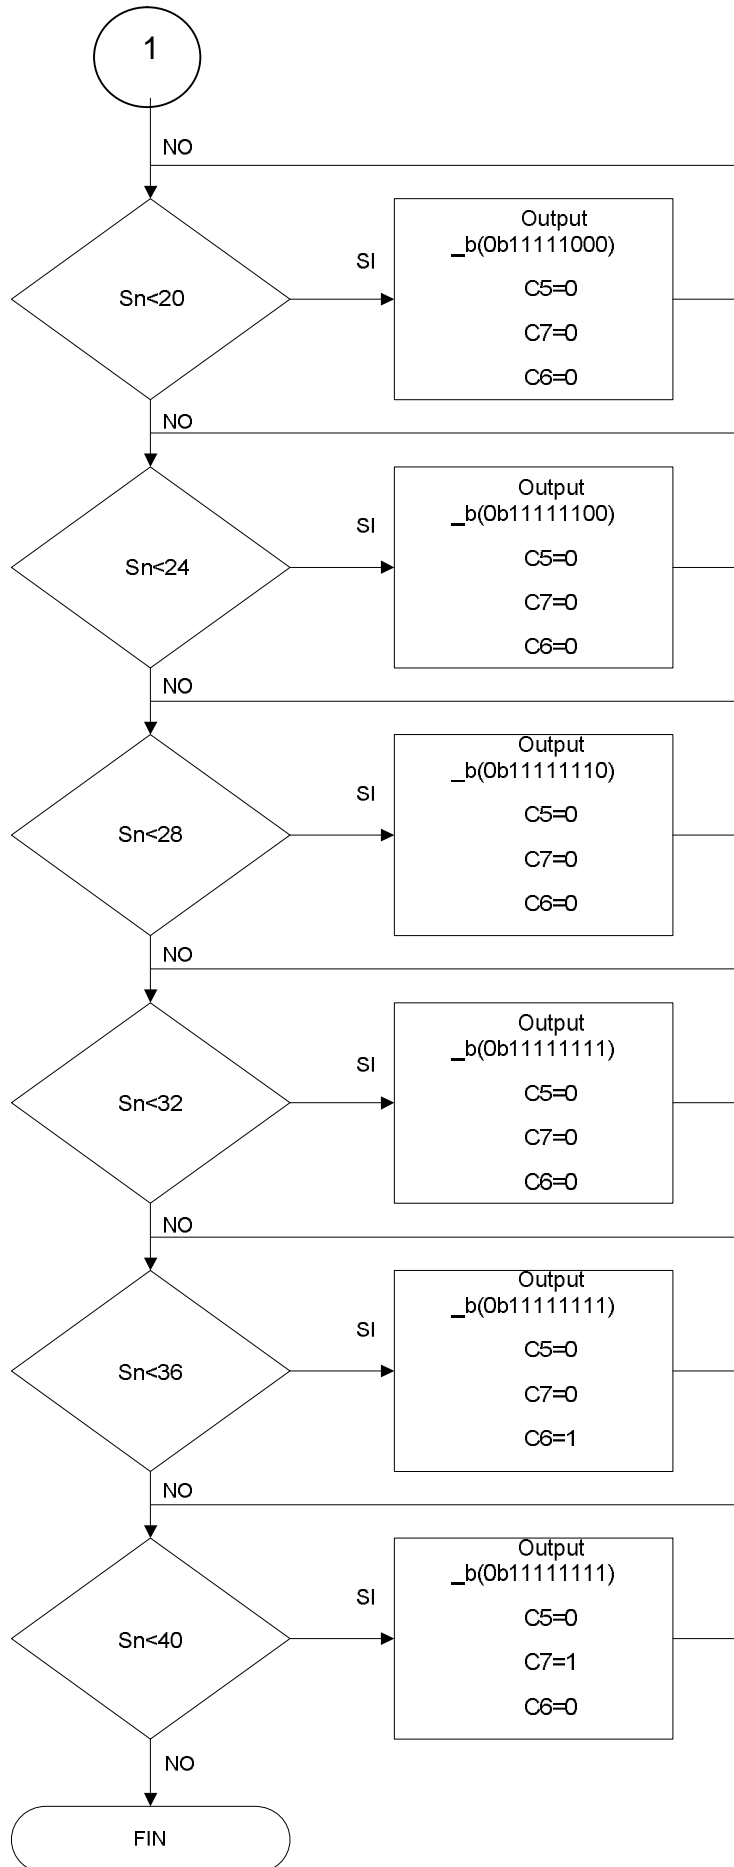 1
NO
Sn<20
SI
Output
_b(0b11111000)
C5=0
C7=0
C6=0
NO
Sn<24
SI
Output
_b(0b11111100)
C5=0
C7=0
C6=0
NO
Sn<28
SI
Output
_b(0b11111110)
C5=0
C7=0
C6=0
NO
Sn<32
SI
Output
_b(0b11111111)
C5=0
C7=0
C6=0
NO
Sn<36
SI
Output
_b(0b11111111)
C5=0
C7=0
C6=1
NO
Sn<40
SI
Output
_b(0b11111111)
C5=0
C7=1
C6=0
NO
FIN